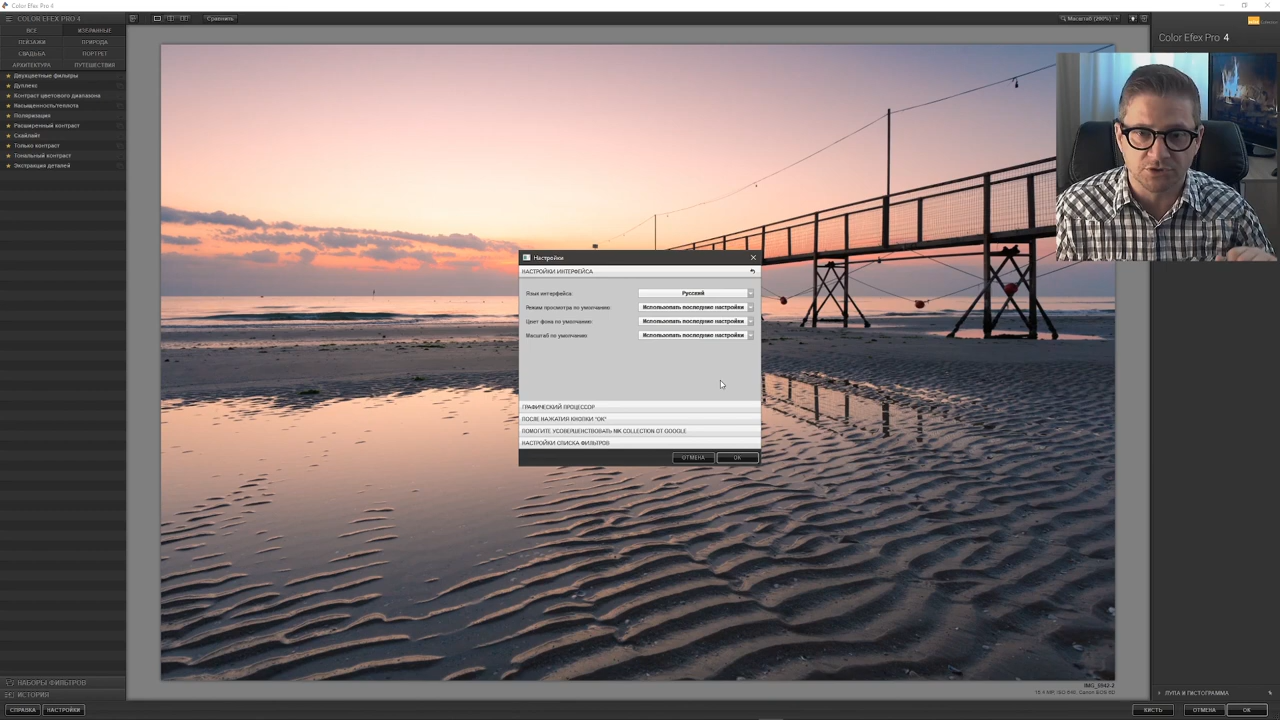 Color Efex Pro 4
COLOR EFEX PRO 4
Сравнить
Масштаб (200%)
Color Efex Pro 4
ВСЕ
ИЗБРАННЫЕ
ПЕЙЗАЖИ
ПРИРОДА
СВАДЬБА
ПОРТРЕТ
АРХИТЕКТУРА
ПУТЕШЕСТВИЯ
Двухцветные фильтры
Дуплекс
Контраст цветового диапазона
Насыщенность/теплота
Поляризация
Расширенный контраст
Скайлайт
Только контраст
Тональный контраст
Экстракция деталей
Настройки
НАСТРОЙКИ ИНТЕРФЕЙСА
Язык интерфейса: Русский
Режим просмотра по умолчанию: Использовать последние настройки
Цвет фона по умолчанию: Использовать последние настройки
Масштаб по умолчанию: Использовать последние настройки
ГРАФИЧЕСКИЙ ПРОЦЕССОР
ПОСЛЕ НАЖАТИЯ КНОПКИ "ОК"
ПОМОГИТЕ УСОВЕРШЕНСТВОВАТЬ NIK COLLECTION ОТ GOOGLE
НАСТРОЙКИ СПИСКА ФИЛЬТРОВ
ОТМЕНА
ОК
НАБОРЫ ФИЛЬТРОВ
ИСТОРИЯ
ЛУПА И ГИСТОГРАММА
СПРАВКА
НАСТРОЙКИ
КИСТЬ
ОТМЕНА
ОК